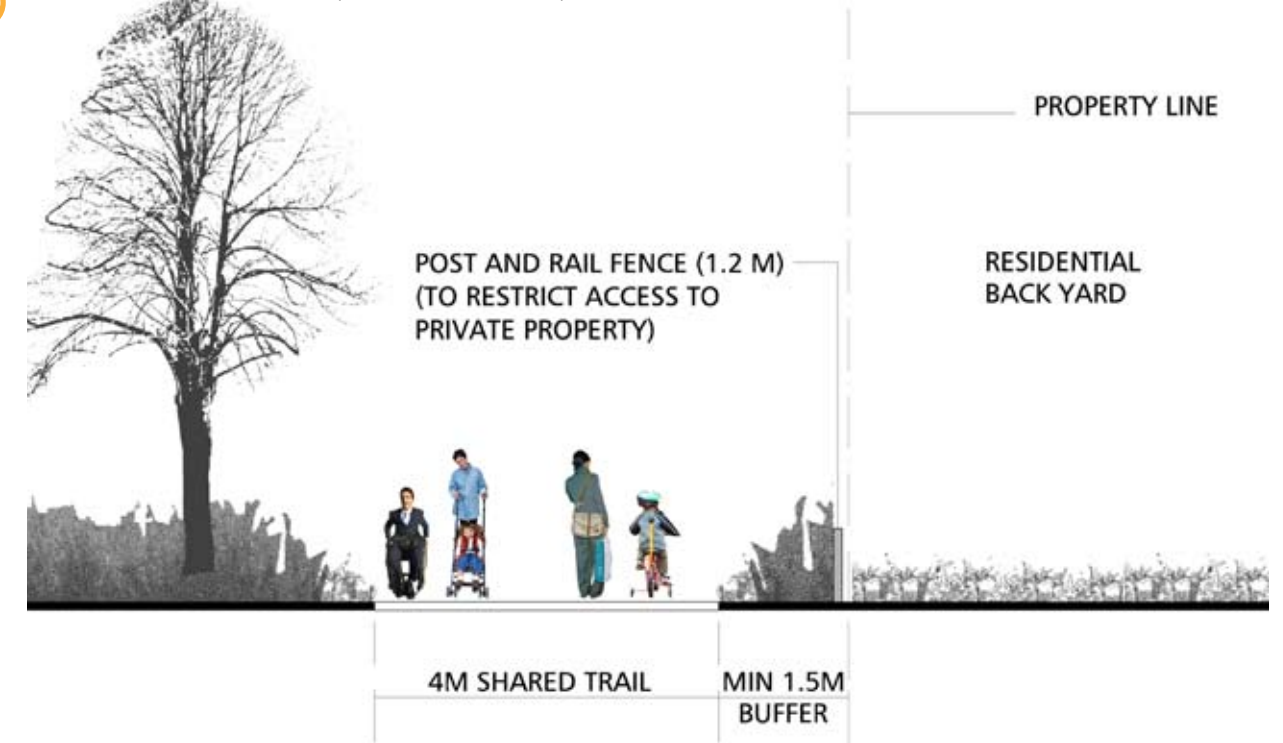 PROPERTY LINE
POST AND RAIL FENCE (1.2 M)
(TO RESTRICT ACCESS TO
PRIVATE PROPERTY)
RESIDENTIAL
BACK YARD
4M SHARED TRAIL
MIN 1.5M
BUFFER